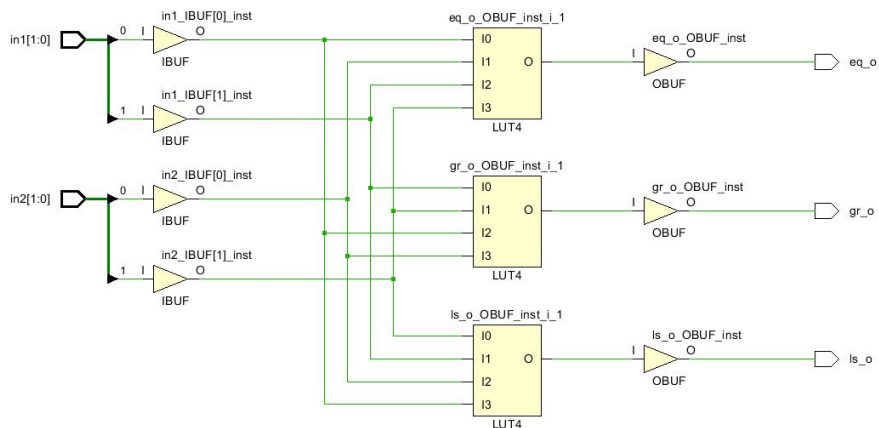 in1[1:0]
0
I
in1_IBUF[0]_inst
O
IBUF
1
I
in1_IBUF[1]_inst
O
IBUF
in2[1:0]
0
I
in2_IBUF[0]_inst
O
IBUF
1
I
in2_IBUF[1]_inst
O
IBUF
eq_o_OBUF_inst_i_1
I0
I1
I2
I3
O
LUT4
I
eq_o_OBUF_inst
O
OBUF
eq_o
gr_o_OBUF_inst_i_1
I0
I1
I2
I3
O
LUT4
I
gr_o_OBUF_inst
O
OBUF
gr_o
ls_o_OBUF_inst_i_1
I0
I1
I2
I3
O
LUT4
I
ls_o_OBUF_inst
O
OBUF
ls_o